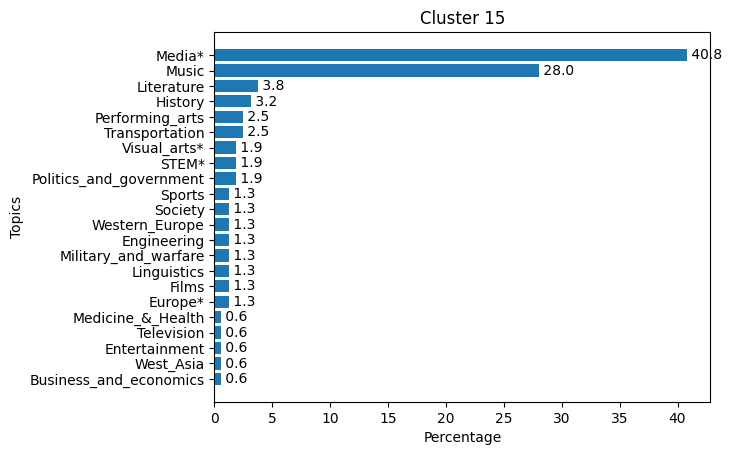 Cluster 15
Topics
Media* 40.8
Music 28.0
Literature 3.8
History 3.2
Performing_arts 2.5
Transportation 2.5
Visual_arts* 1.9
STEM* 1.9
Politics_and_government 1.9
Sports 1.3
Society 1.3
Western_Europe 1.3
Engineering 1.3
Military_and_warfare 1.3
Linguistics 1.3
Films 1.3
Europe* 1.3
Medicine_&_Health 0.6
Television 0.6
Entertainment 0.6
West_Asia 0.6
Business_and_economics 0.6
0 5 10 15 20 25 30 35 40
Percentage